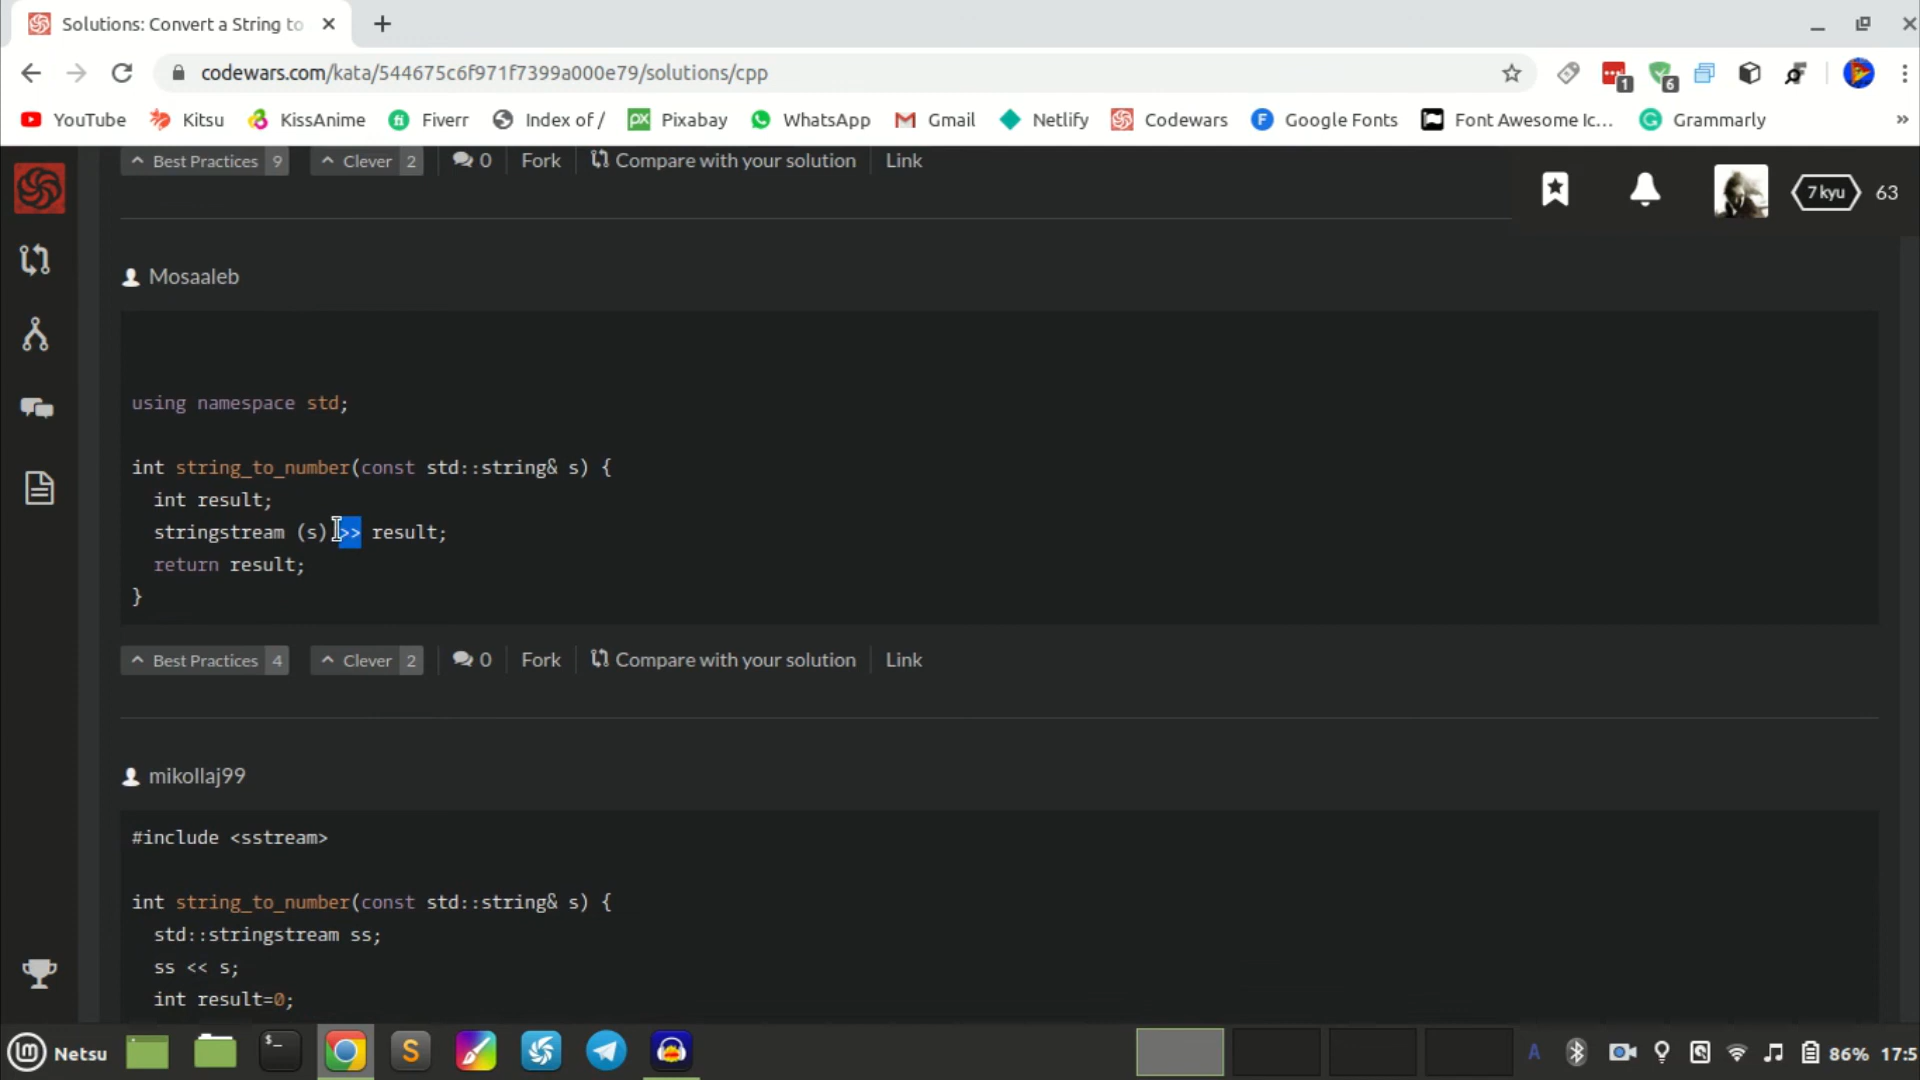 Solutions: Convert a String to
codewars.com/kata/544675c6f971f7399a000e79/solutions/cpp
1
6
YouTube Kitsu KissAnime Fiverr Index of / Pixabay WhatsApp Gmail Netlify Codewars Google Fonts Font Awesome Ic... Grammarly »
Best Practices 9 Clever 2 0 Fork Compare with your solution Link
7 kyu 63
Mosaaleb
using namespace std;
int string_to_number(const std::string& s) {
int result;
stringstream (s) >> result;
return result;
}
Best Practices 4 Clever 2 0 Fork Compare with your solution Link
mikollaj99
#include <sstream>
int string_to_number(const std::string& s) {
std::stringstream ss;
ss << s;
int result=0;
Netsu
A
86% 17:5